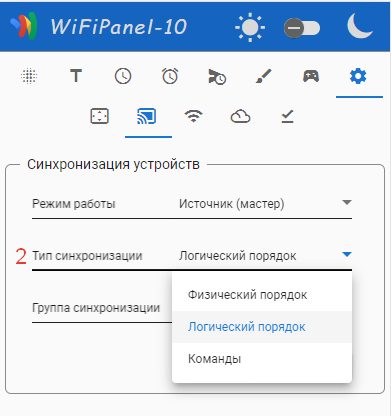 WiFiPanel-10
T
Синхронизация устройств
Режим работы Источник (мастер)
2 Тип синхронизации Логический порядок
Физический порядок
Группа синхронизации
Логический порядок
Команды